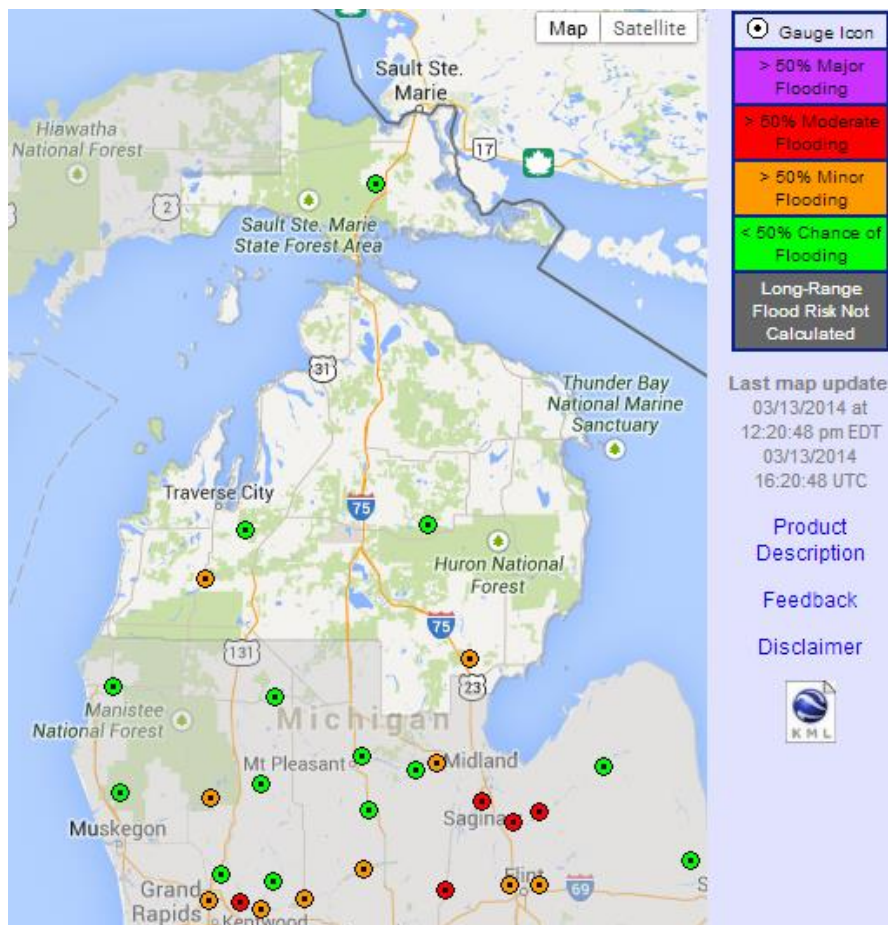 Map
Satellite
Sault Ste.
Marie
Hiawatha
National Forest
17
2
Sault Ste. Marie
State Forest Area
31
Thunder Bay
National Marine
Sanctuary
Traverse City
75
Huron National
Forest
75
131
23
Manistee
National Forest
Michigan
Mt Pleasant
Midland
Muskegon
Sagina
Grand
Rapids
Kentwood
Flint
69
S
Gauge Icon
> 50% Major
Flooding
> 50% Moderate
Flooding
> 50% Minor
Flooding
< 50% Chance of
Flooding
Long-Range
Flood Risk Not
Calculated
Last map update
03/13/2014 at
12:20:48 pm EDT
03/13/2014
16:20:48 UTC
Product
Description
Feedback
Disclaimer
KML